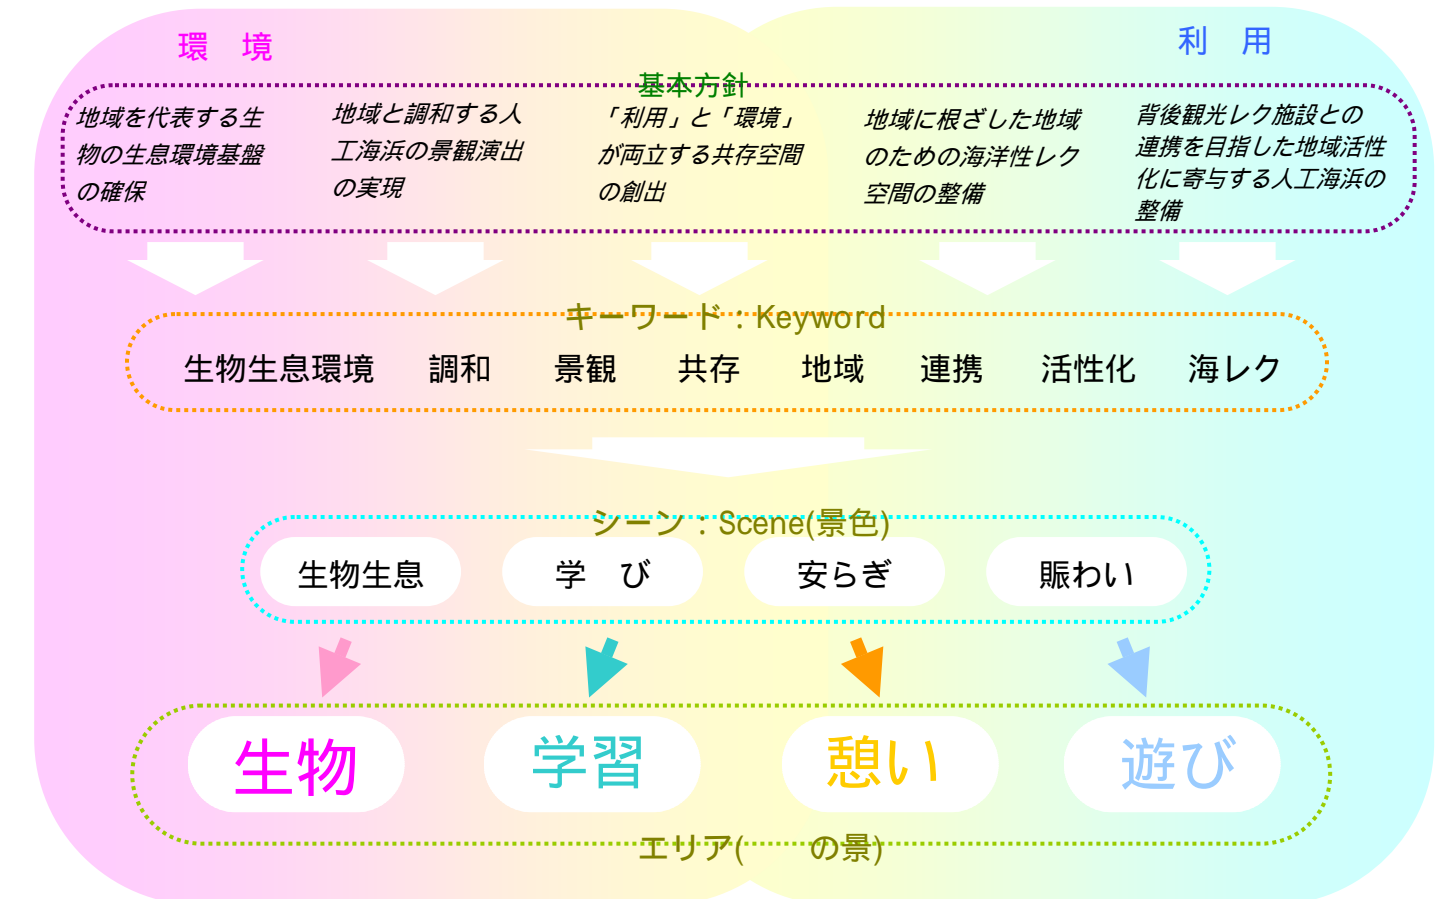 環　境
利　用
基本方針
地域を代表する生
物の生息環境基盤
の確保
地域と調和する人
工海浜の景観演出
の実現
「利用」と「環境」
が両立する共存空間
の創出
地域に根ざした地域
のための海洋性レク
空間の整備
背後観光レク施設との
連携を目指した地域活性
化に寄与する人工海浜の
整備
キーワード：Keyword
生物生息環境　調和　景観　共存　地域　連携　活性化　海レク
シーン：Scene(景色)
生物生息　学　び　安らぎ　賑わい
生物　学習　憩い　遊び
エリア(　　の景)